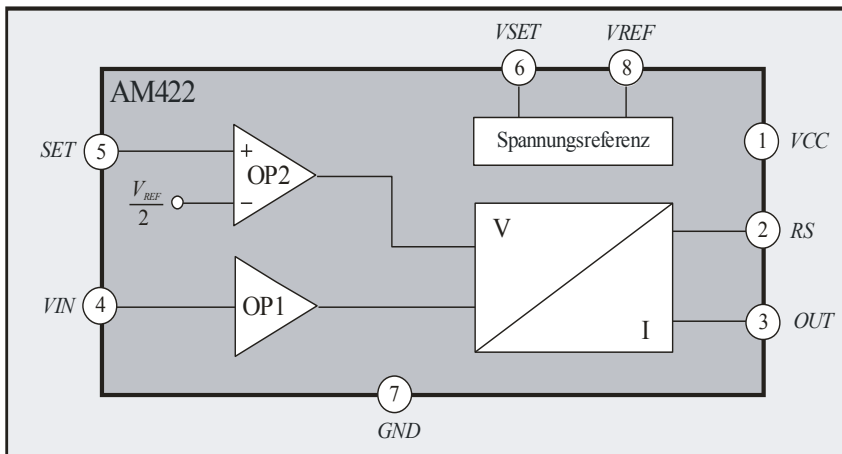 VSET VREF
6 8
AM422
Spannungsreferenz
1 VCC
SET 5
+
OP2
VREF
2
−
V
2 RS
VIN 4
OP1
I
3 OUT
7
GND